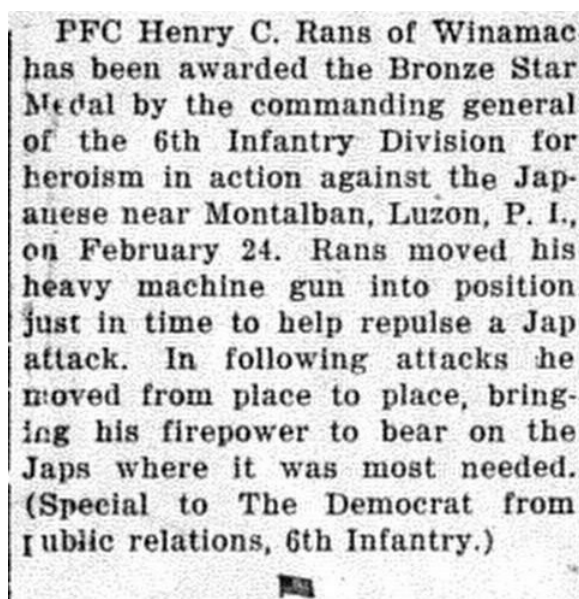 PFC Henry C. Rans of Winamac
has been awarded the Bronze Star
Medal by the commanding general
of the 6th Infantry Division for
heroism in action against the Jap-
anese near Montalban, Luzon, P. I.,
on February 24. Rans moved his
heavy machine gun into position
just in time to help repulse a Jap
attack. In following attacks he
moved from place to place, bring-
ing his firepower to bear on the
Japs where it was most needed.
(Special to The Democrat from
public relations, 6th Infantry.)